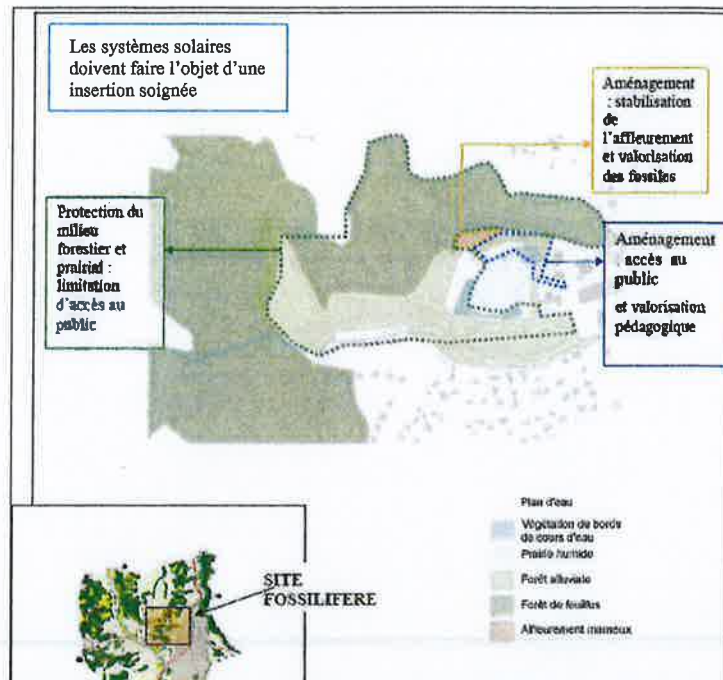 Les systèmes solaires
doivent faire l'objet d'une
insertion soignée
Aménagement
: stabilisation
de
l'affleurement
et valorisation
des fossiles
Protection du
milieu
forestier et
prairial :
limitation
d'accès au
public
Aménagement
: accès au
public
et valorisation
pédagogique
Plan d'eau
Végétation de bords
de cours d'eau
Prairie humide
Forêt alluviale
Forêt de feuillus
Affleurement marneux
SITE
FOSSILIFERE